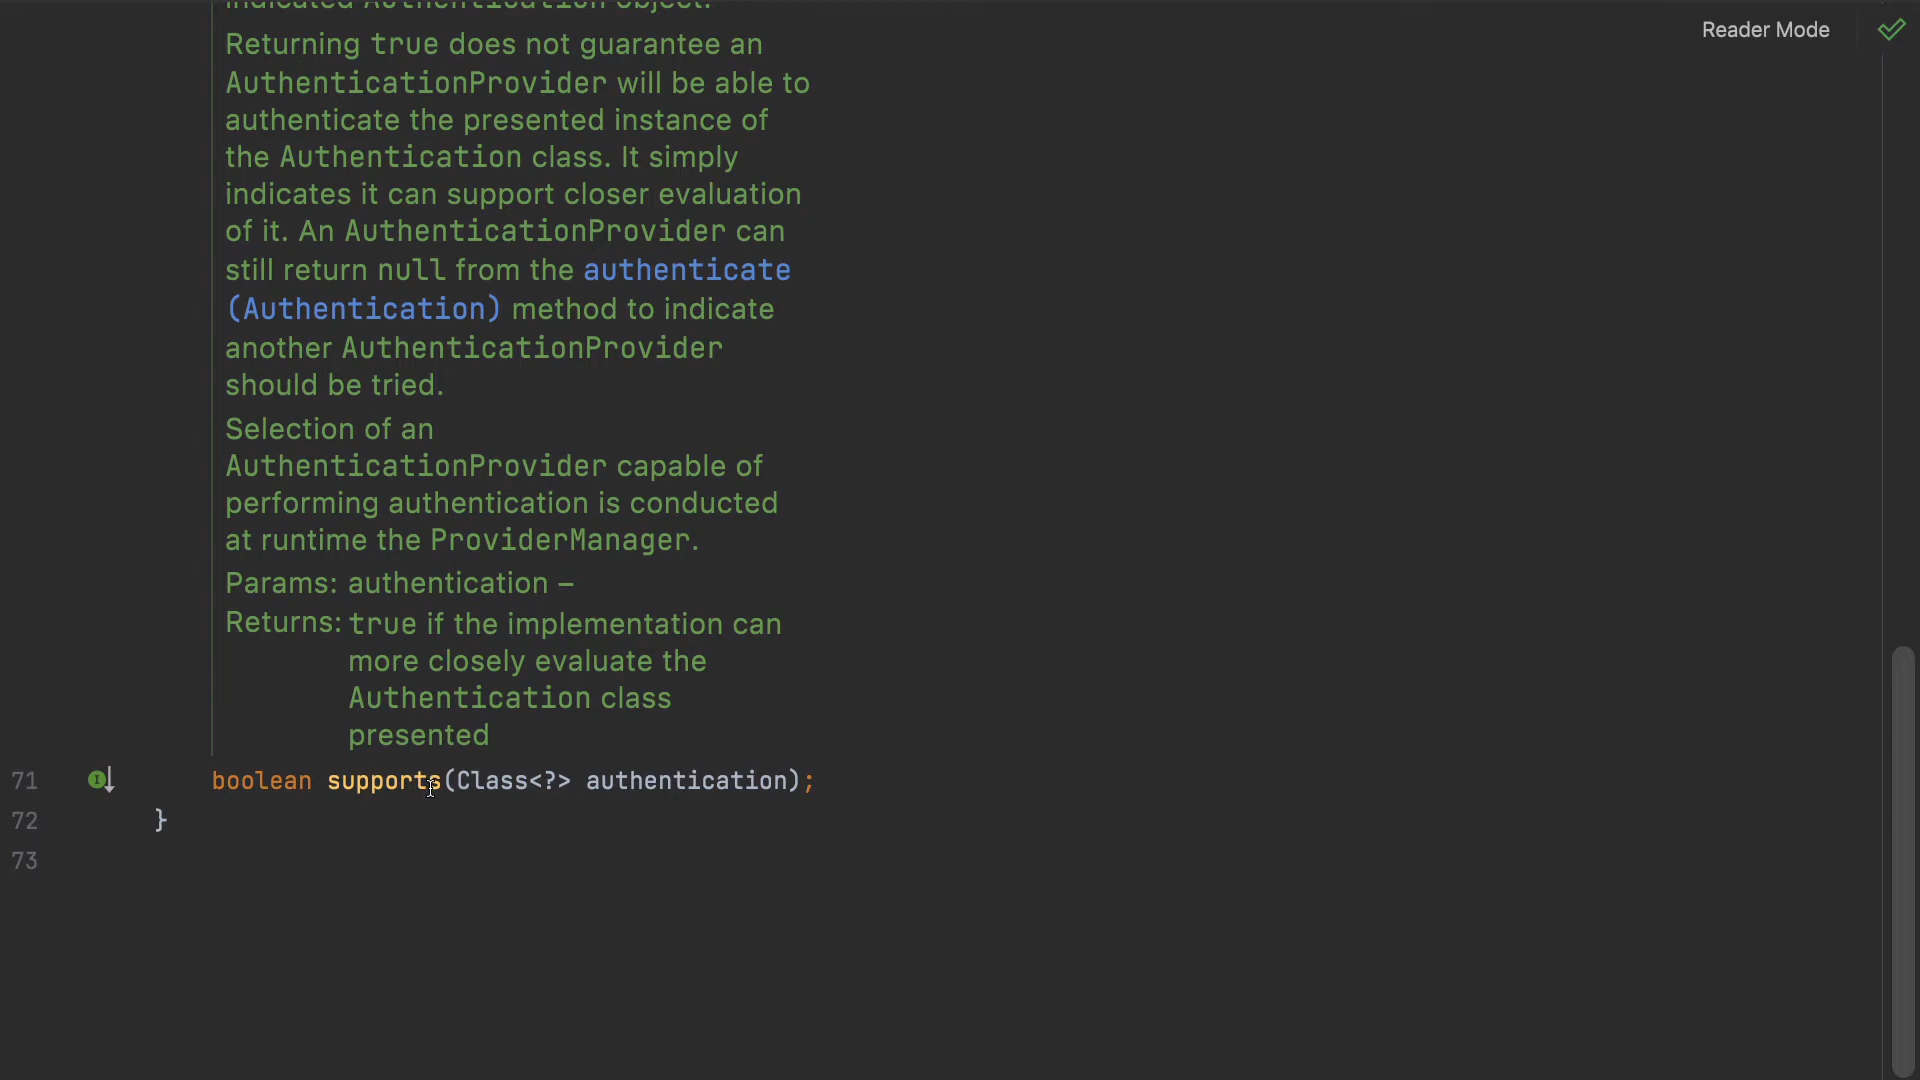 indicated Authentication object.
Reader Mode
Returning true does not guarantee an
AuthenticationProvider will be able to
authenticate the presented instance of
the Authentication class. It simply
indicates it can support closer evaluation
of it. An AuthenticationProvider can
still return null from the authenticate
(Authentication) method to indicate
another AuthenticationProvider
should be tried.
Selection of an
AuthenticationProvider capable of
performing authentication is conducted
at runtime the ProviderManager.
Params: authentication –
Returns: true if the implementation can
more closely evaluate the
Authentication class
presented
71 boolean supports(Class<?> authentication);
72 }
73